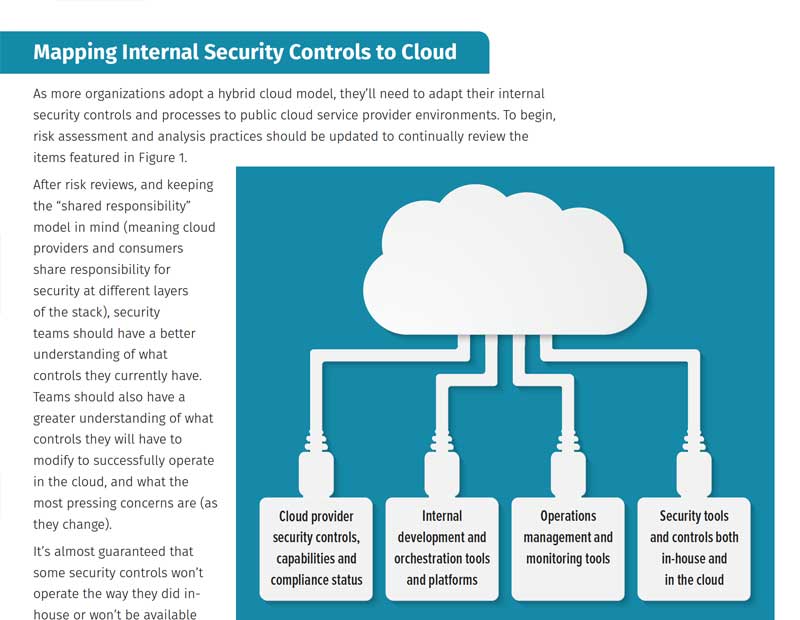 Mapping Internal Security Controls to Cloud
As more organizations adopt a hybrid cloud model, they’ll need to adapt their internal
security controls and processes to public cloud service provider environments. To begin,
risk assessment and analysis practices should be updated to continually review the
items featured in Figure 1.
After risk reviews, and keeping
the “shared responsibility”
model in mind (meaning cloud
providers and consumers
share responsibility for
security at different layers
of the stack), security
teams should have a better
understanding of what
controls they currently have.
Teams should also have a
greater understanding of what
controls they will have to
modify to successfully operate
in the cloud, and what the
most pressing concerns are (as
they change).
It’s almost guaranteed that
some security controls won’t
operate the way they did in-
house or won’t be available
Cloud provider
security controls,
capabilities and
compliance status
Internal
development and
orchestration tools
and platforms
Operations
management and
monitoring tools
Security tools
and controls both
in-house and
in the cloud